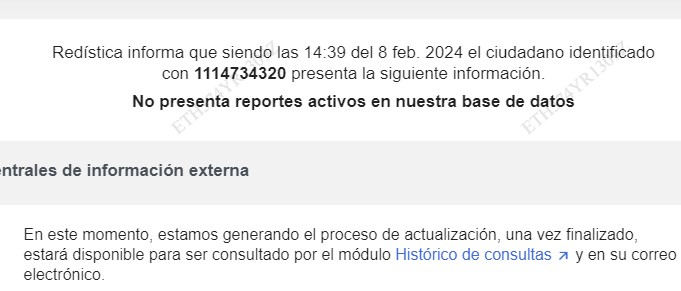 Redística informa que siendo las 14:39 del 8 feb. 2024 el ciudadano identificado
con 1114734320 presenta la siguiente información.
No presenta reportes activos en nuestra base de datos
entrales de información externa
En este momento, estamos generando el proceso de actualización, una vez finalizado,
estará disponible para ser consultado por el módulo Histórico de consultas ↗ y en su correo
electrónico.